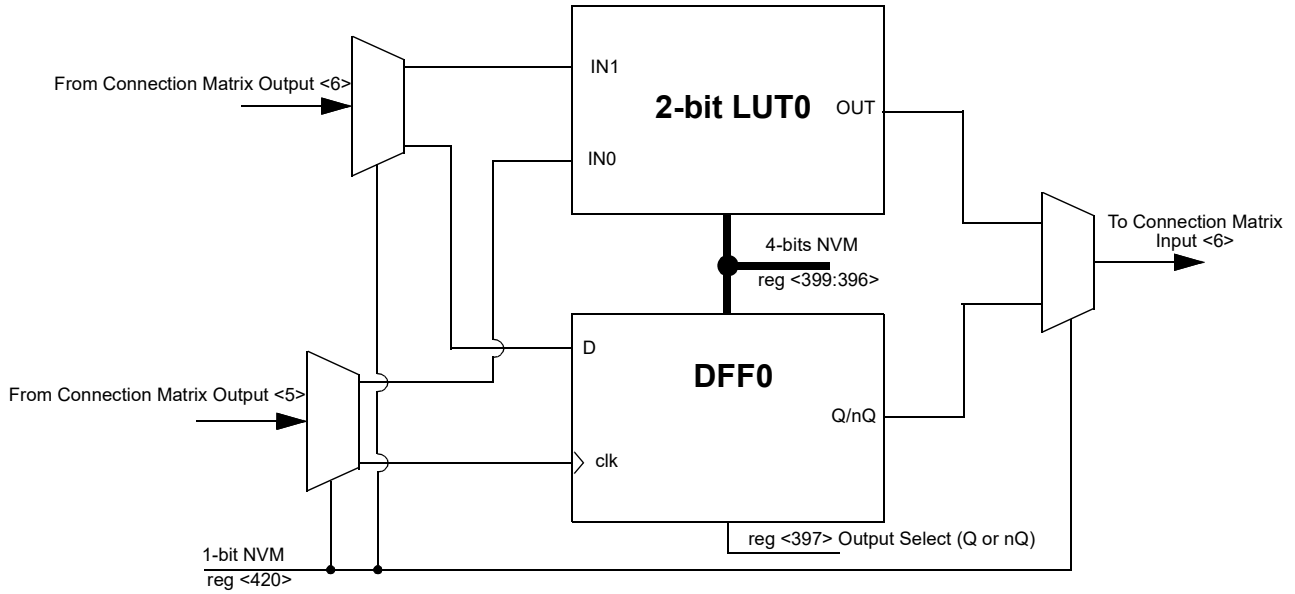 From Connection Matrix Output <6>
IN1
2-bit LUT0
OUT
IN0
To Connection Matrix
Input <6>
4-bits NVM
reg <399:396>
D
DFF0
From Connection Matrix Output <5>
Q/nQ
clk
reg <397> Output Select (Q or nQ)
1-bit NVM
reg <420>